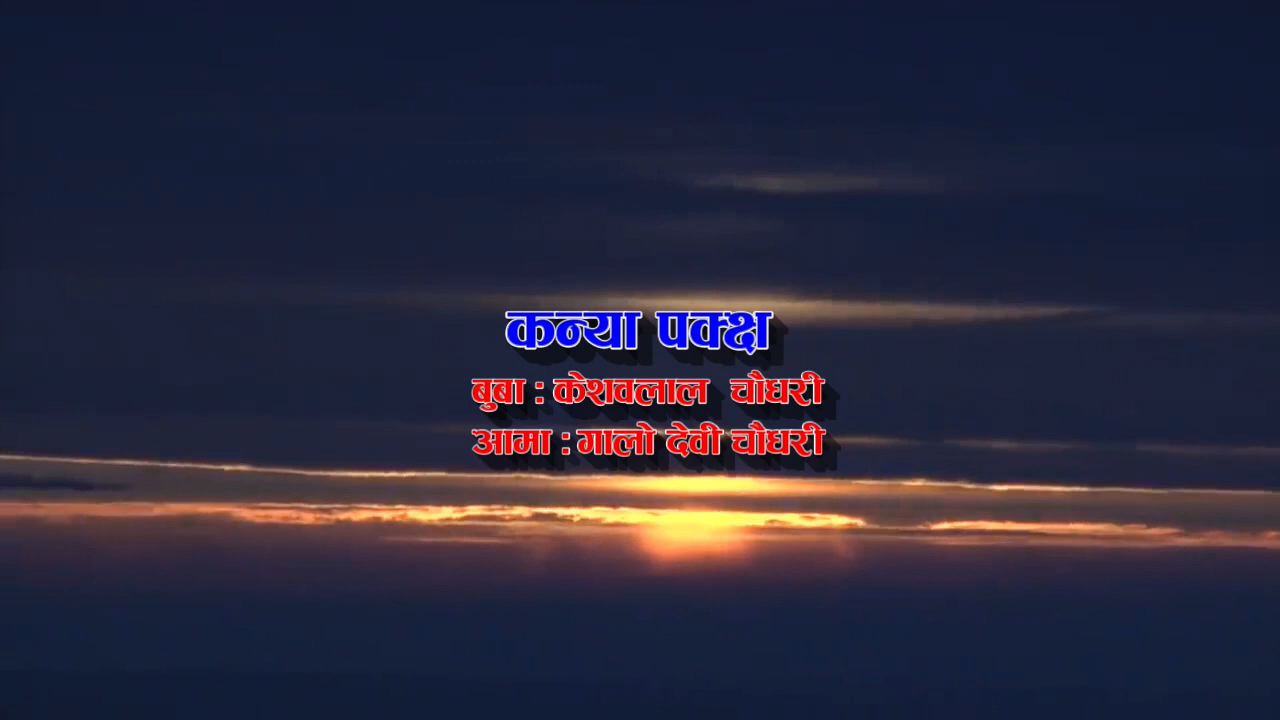 कन्या पक्क्ष
बुबा : केशवलाल चौधरी
आमा : गालो देवी चौधरी